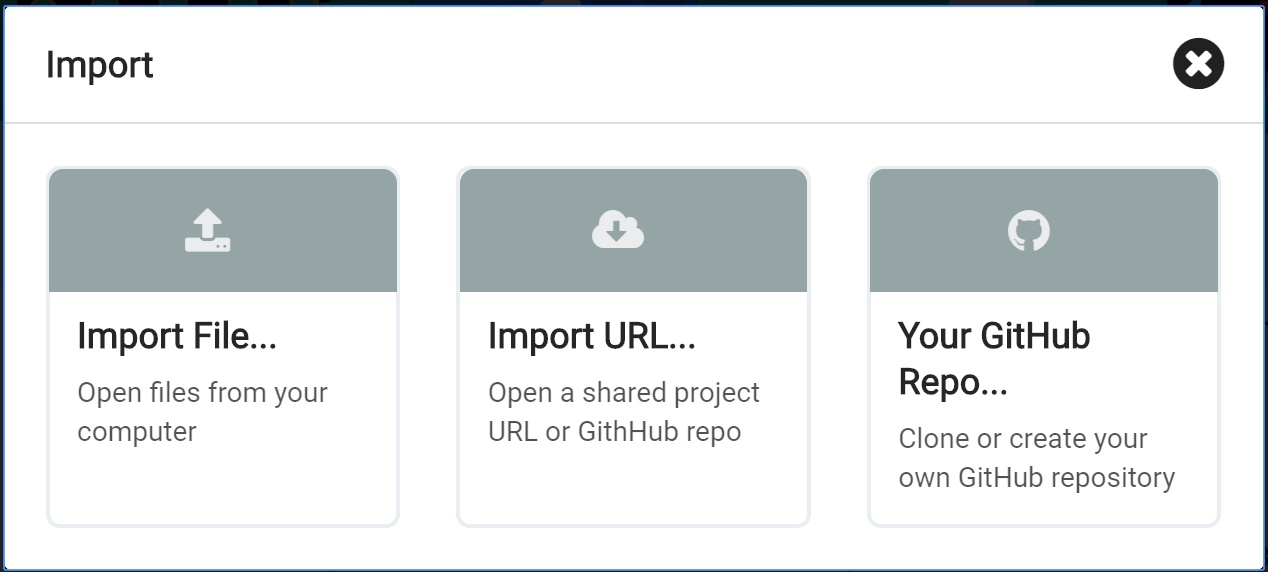 Import
Import File...
Open files from your
computer
Import URL...
Open a shared project
URL or GithHub repo
Your GitHub
Repo...
Clone or create your
own GitHub repository